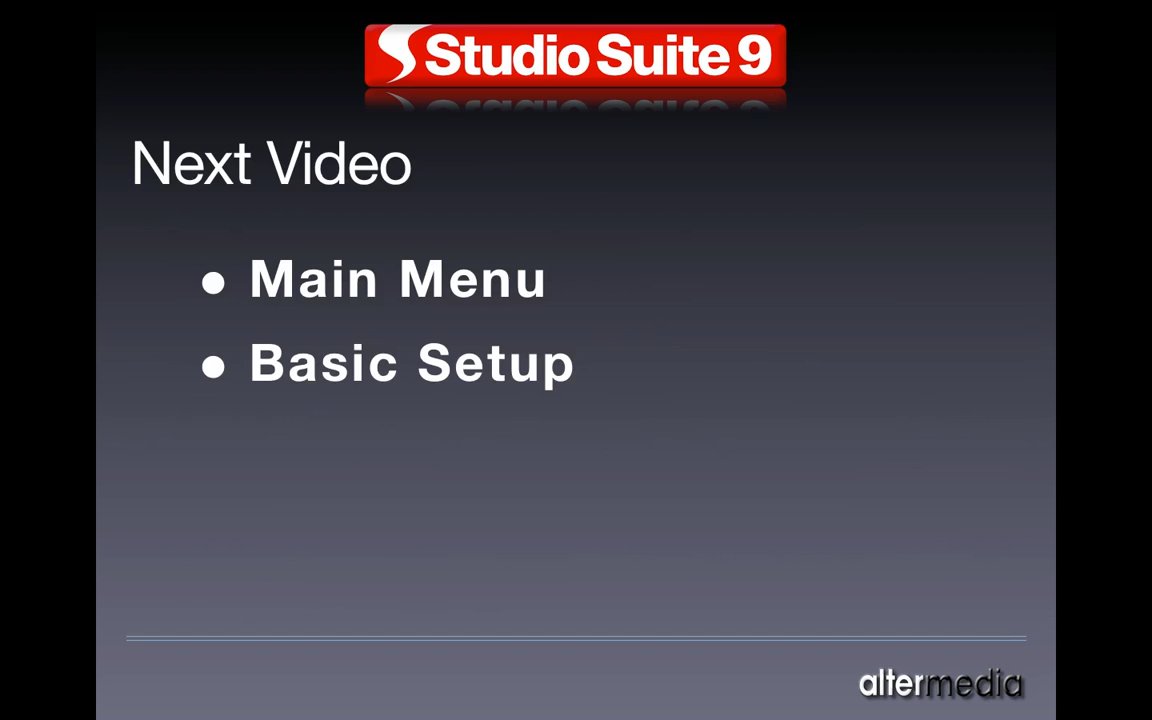 Studio Suite 9
Next Video
• Main Menu
• Basic Setup
altermedia